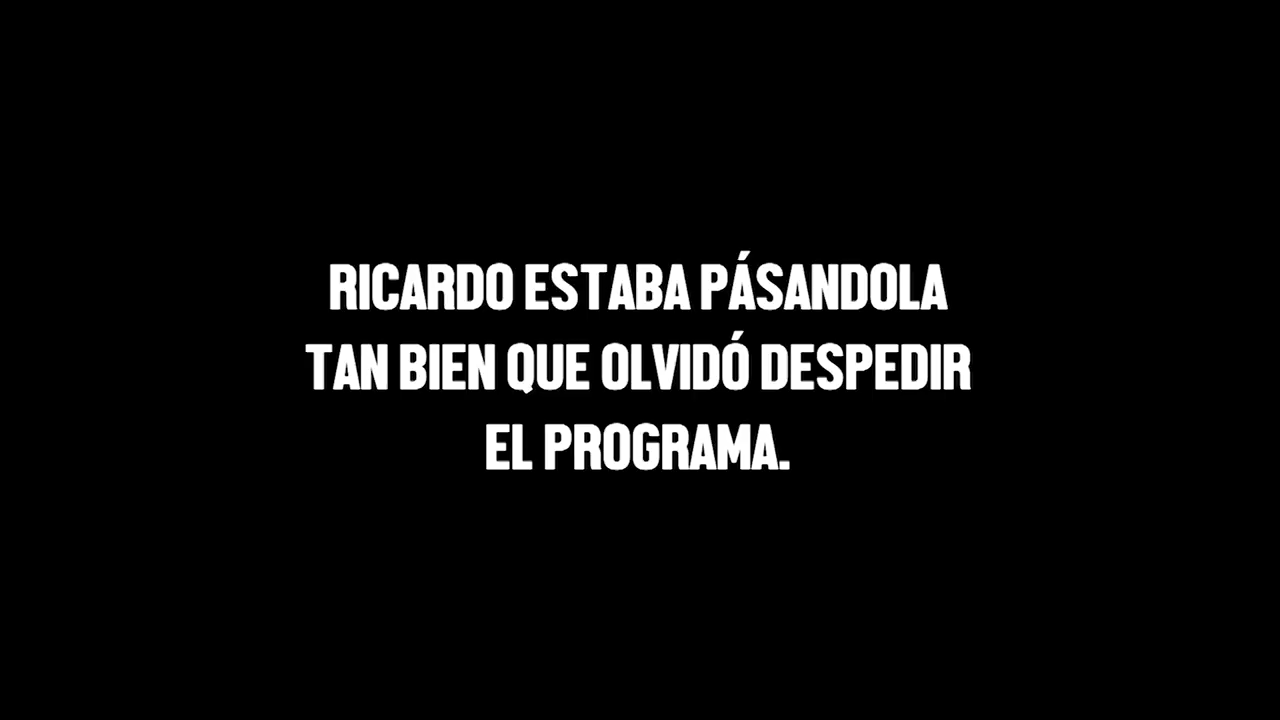 RICARDO ESTABA PÁSANDOLA
TAN BIEN QUE OLVIDÓ DESPEDIR
EL PROGRAMA.